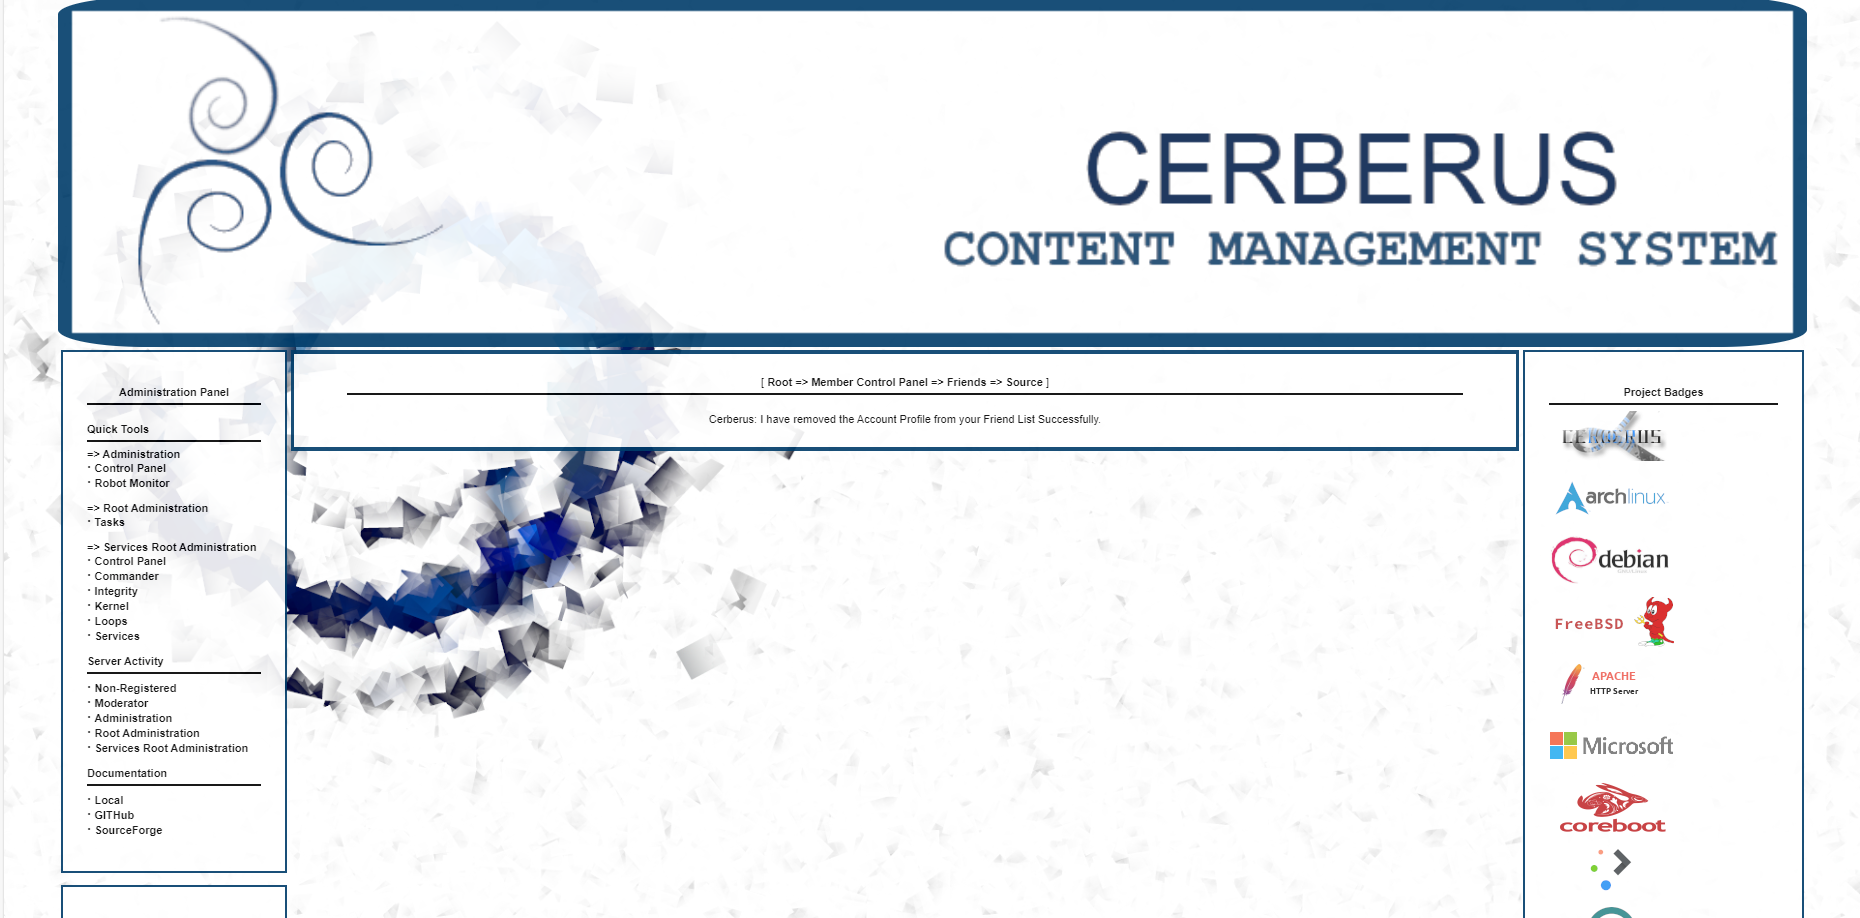 CERBERUS
CONTENT MANAGEMENT SYSTEM
Administration Panel
Quick Tools
=> Administration
· Control Panel
· Robot Monitor
=> Root Administration
· Tasks
=> Services Root Administration
· Control Panel
· Commander
· Integrity
· Kernel
· Loops
· Services
Server Activity
· Non-Registered
· Moderator
· Administration
· Root Administration
· Services Root Administration
Documentation
· Local
· GITHub
· SourceForge
[ Root => Member Control Panel => Friends => Source ]
Cerberus: I have removed the Account Profile from your Friend List Successfully.
Project Badges
CERBERUS
archlinux
debian
FreeBSD
APACHE
HTTP Server
Microsoft
coreboot